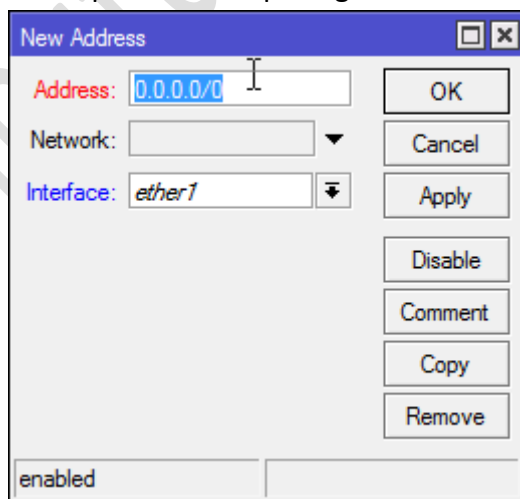 New Address
Address: 0.0.0.0/0
OK
Network:
Cancel
Interface: ether1
Apply
Disable
Comment
Copy
Remove
enabled